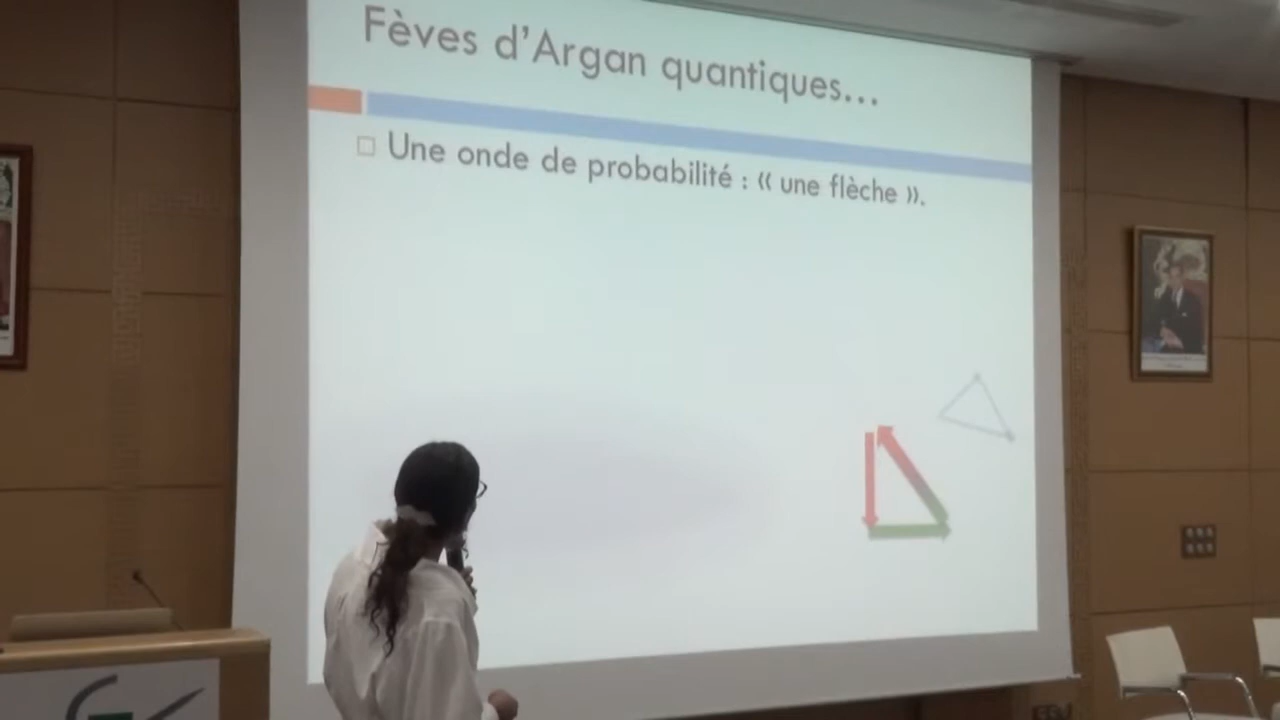 Fèves d'Argan quantiques...
Une onde de probabilité : « une flèche ».